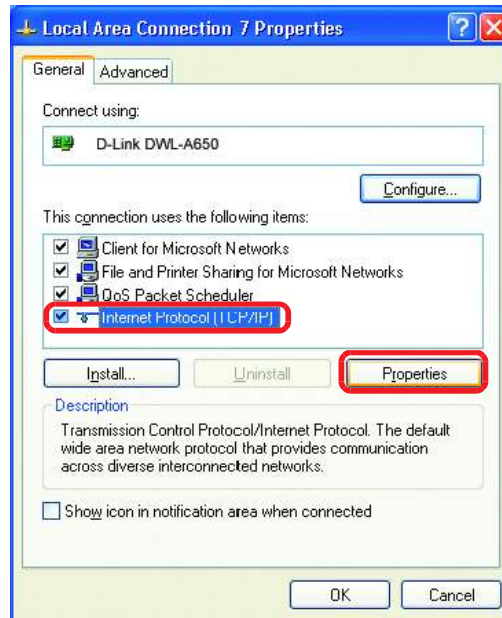 Local Area Connection 7 Properties
General Advanced
Connect using:
D-Link DWL-A650
Configure...
This connection uses the following items:
Client for Microsoft Networks
File and Printer Sharing for Microsoft Networks
QoS Packet Scheduler
Internet Protocol (TCP/IP)
Install... Uninstall Properties
Description
Transmission Control Protocol/Internet Protocol. The default
wide area network protocol that provides communication
across diverse interconnected networks.
Show icon in notification area when connected
OK Cancel